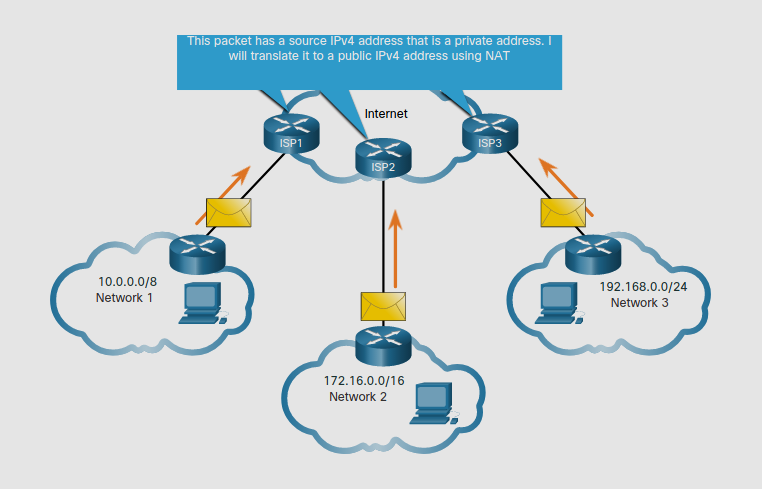 This packet has a source IPv4 address that is a private address. I
will translate it to a public IPv4 address using NAT
Internet
ISP1
ISP2
ISP3
10.0.0.0/8
Network 1
192.168.0.0/24
Network 3
172.16.0.0/16
Network 2